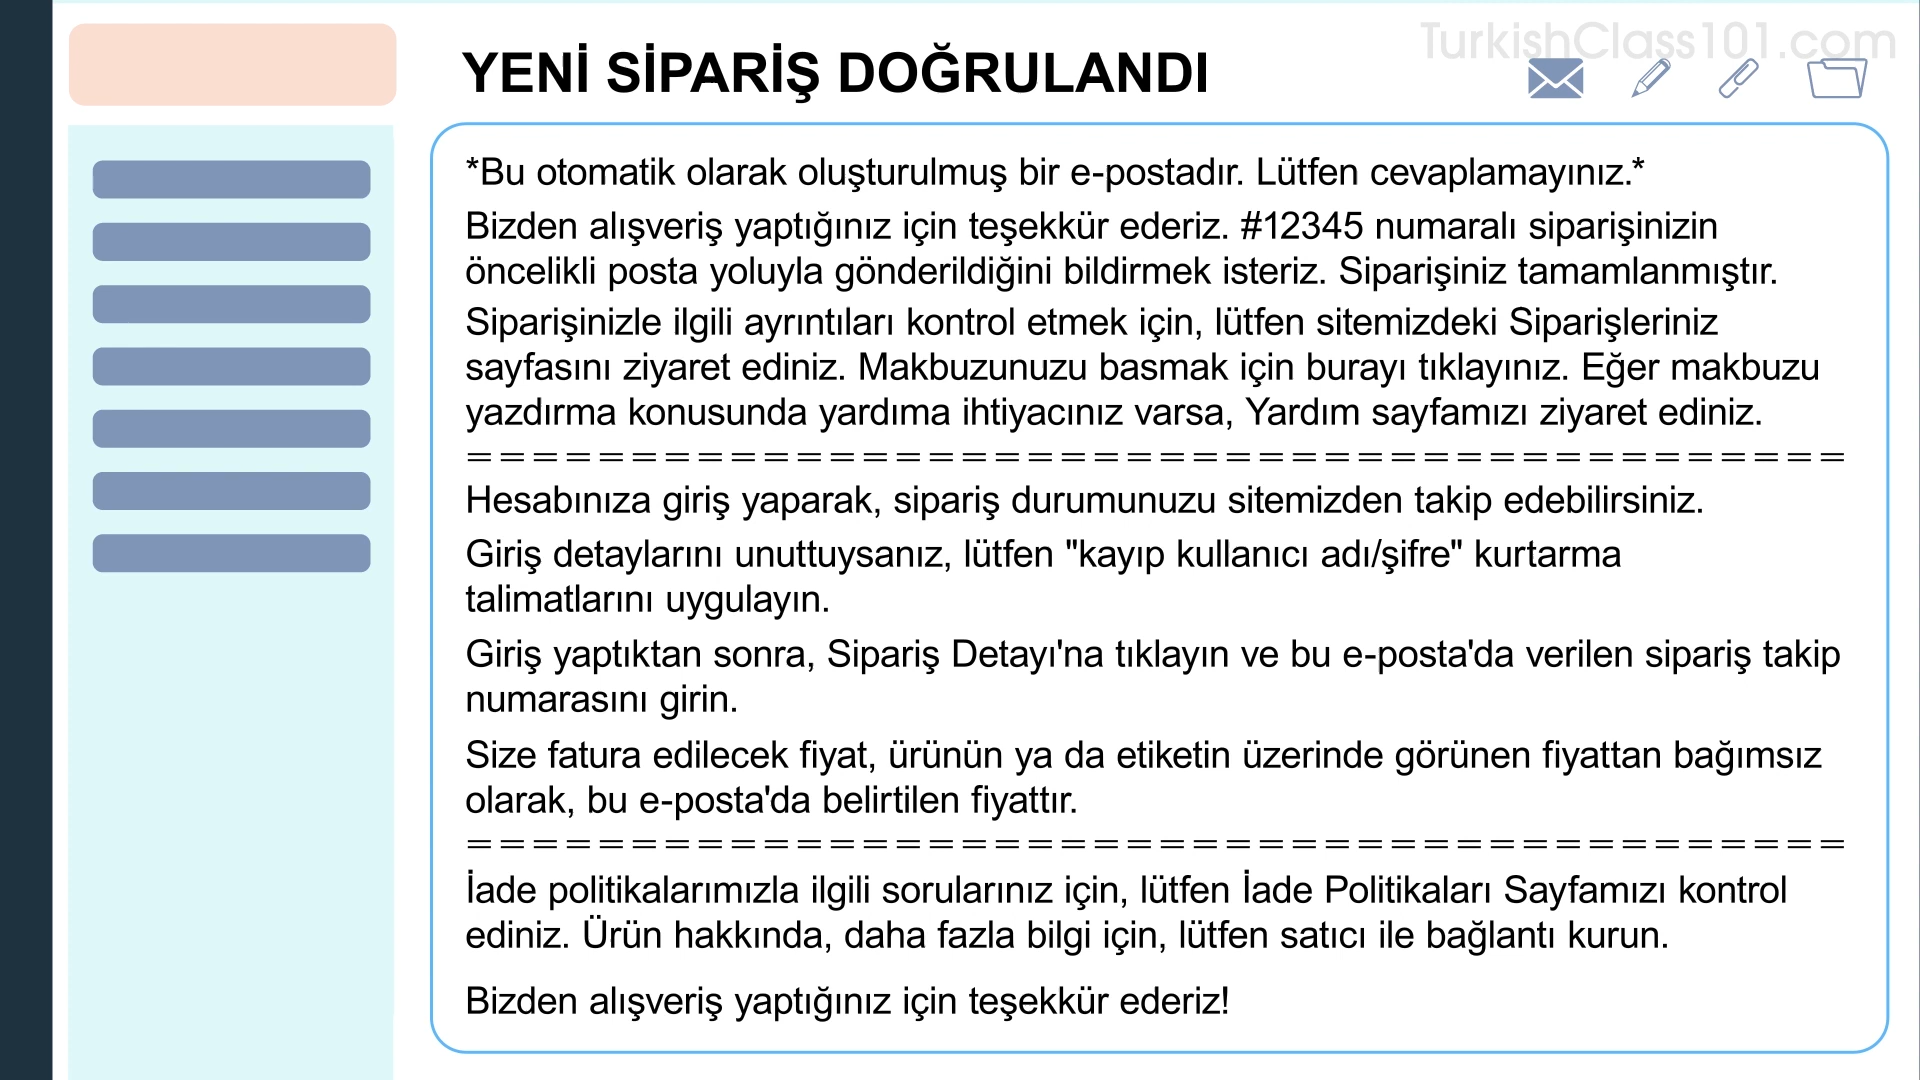 TurkishClass101.com
YENİ SİPARİŞ DOĞRULANDI
*Bu otomatik olarak oluşturulmuş bir e-postadır. Lütfen cevaplamayınız.*
Bizden alışveriş yaptığınız için teşekkür ederiz. #12345 numaralı siparişinizin
öncelikli posta yoluyla gönderildiğini bildirmek isteriz. Siparişiniz tamamlanmıştır.
Siparişinizle ilgili ayrıntıları kontrol etmek için, lütfen sitemizdeki Siparişleriniz
sayfasını ziyaret ediniz. Makbuzunuzu basmak için burayı tıklayınız. Eğer makbuzu
yazdırma konusunda yardıma ihtiyacınız varsa, Yardım sayfamızı ziyaret ediniz.
= = = = = = = = = = = = = = = = = = = = = = = = = = = = = = = = = = = = = = = = = =
Hesabınıza giriş yaparak, sipariş durumunuzu sitemizden takip edebilirsiniz.
Giriş detaylarını unuttuysanız, lütfen "kayıp kullanıcı adı/şifre" kurtarma
talimatlarını uygulayın.
Giriş yaptıktan sonra, Sipariş Detayı'na tıklayın ve bu e-posta'da verilen sipariş takip
numarasını girin.
Size fatura edilecek fiyat, ürünün ya da etiketin üzerinde görünen fiyattan bağımsız
olarak, bu e-posta'da belirtilen fiyattır.
= = = = = = = = = = = = = = = = = = = = = = = = = = = = = = = = = = = = = = = = = =
İade politikalarımızla ilgili sorularınız için, lütfen İade Politikaları Sayfamızı kontrol
ediniz. Ürün hakkında, daha fazla bilgi için, lütfen satıcı ile bağlantı kurun.
Bizden alışveriş yaptığınız için teşekkür ederiz!